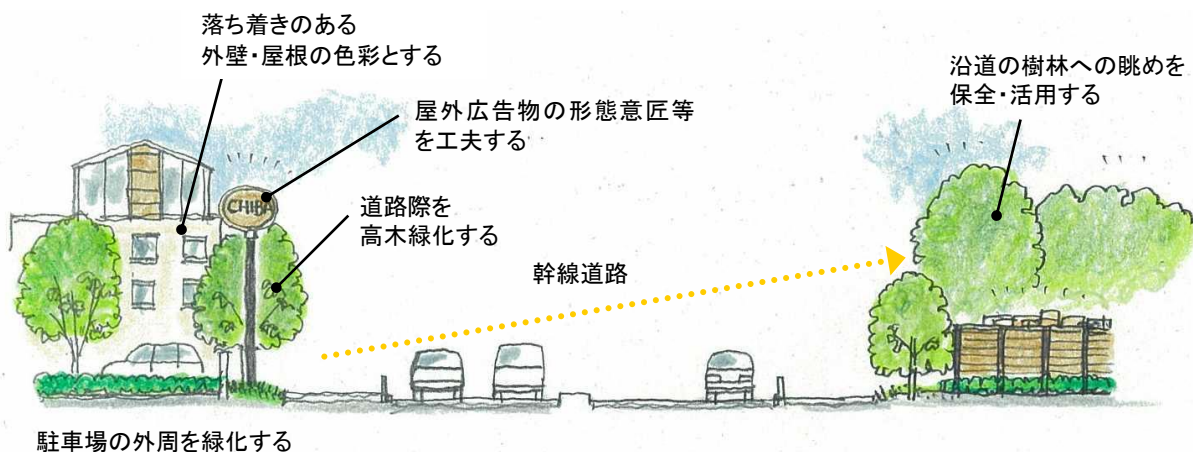 落ち着きのある
外壁・屋根の色彩とする
屋外広告物の形態意匠等
を工夫する
道路際を
高木緑化する
CHIBA
幹線道路
沿道の樹林への眺めを
保全・活用する
駐車場の外周を緑化する